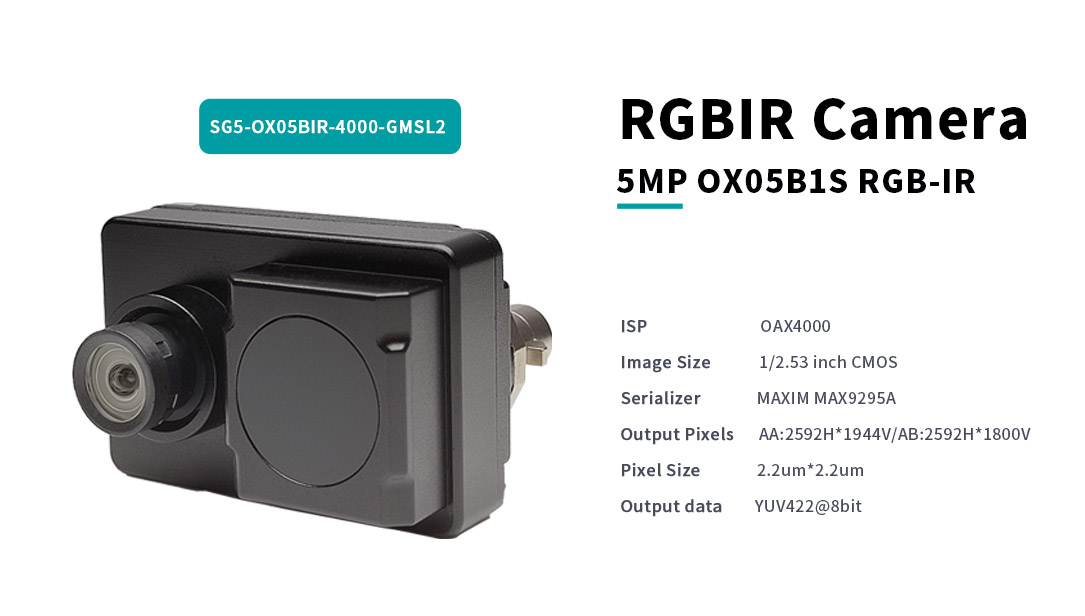 SG5-OX05BIR-4000-GMSL2
RGBIR Camera
5MP OX05B1S RGB-IR
ISP OAX4000
Image Size 1/2.53 inch CMOS
Serializer MAXIM MAX9295A
Output Pixels AA:2592H*1944V/AB:2592H*1800V
Pixel Size 2.2um*2.2um
Output data YUV422@8bit